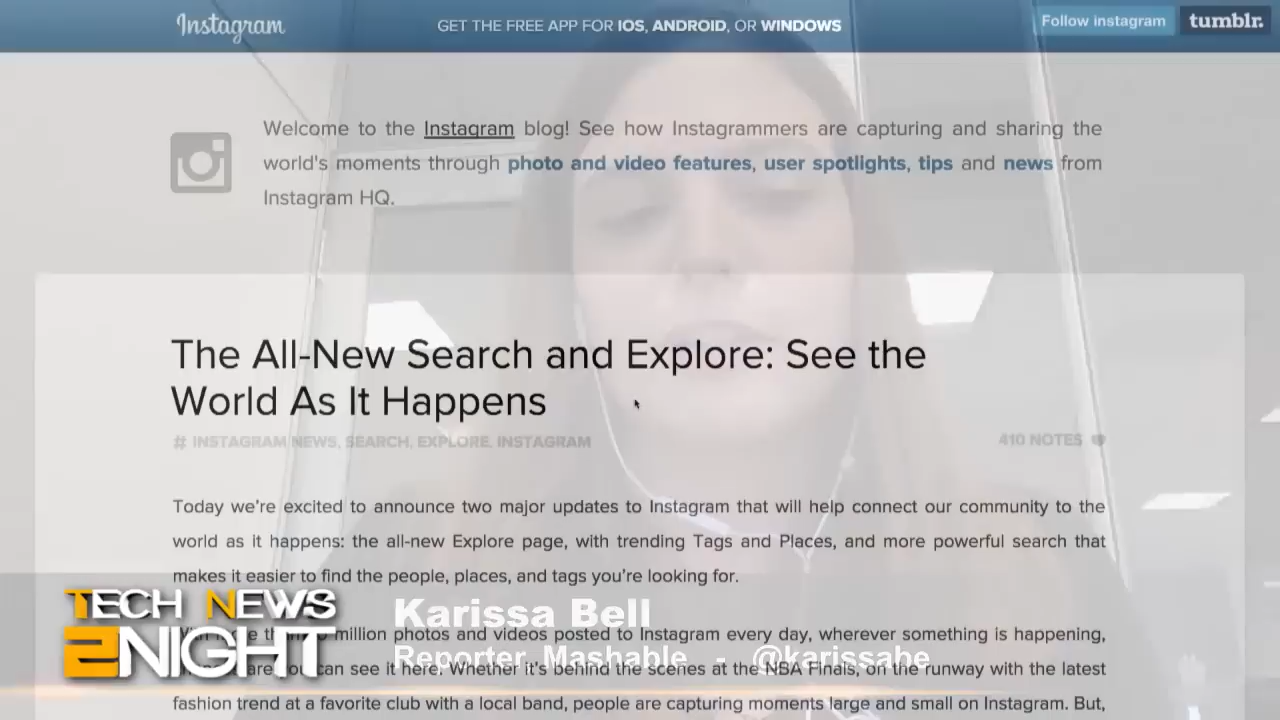 Instagram
GET THE FREE APP FOR IOS, ANDROID, OR WINDOWS
Follow instagram
tumblr.
Welcome to the Instagram blog! See how Instagrammers are capturing and sharing the
world's moments through photo and video features, user spotlights, tips and news from
Instagram HQ.
The All-New Search and Explore: See the
World As It Happens
# INSTAGRAM NEWS, SEARCH, EXPLORE, INSTAGRAM
410 NOTES
Today we're excited to announce two major updates to Instagram that will help connect our community to the
world as it happens: the all-new Explore page, with trending Tags and Places, and more powerful search that
makes it easier to find the people, places, and tags you're looking for.
million photos and videos posted to Instagram every day, wherever something is happening,
you can see it here. Whether it's behind the scenes at the NBA Finals, on the runway with the latest
fashion trend at a favorite club with a local band, people are capturing moments large and small on Instagram. But,
TECH NEWS
2NIGHT
Karissa Bell
Reporter, Mashable - @karissabe